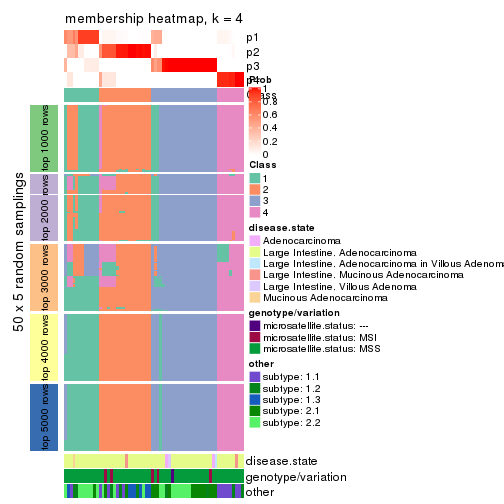 membership heatmap, k = 4
p1
p2
p3
p4
Class
50 x 5 random samplings
top 1000 rows
top 2000 rows
top 3000 rows
top 4000 rows
top 5000 rows
disease.state
genotype/variation
other
Prob
1
0.8
0.6
0.4
0.2
0
Class
1
2
3
4
disease.state
Adenocarcinoma
Large Intestine. Adenocarcinoma
Large Intestine. Adenocarcinoma in Villous Adenom
Large Intestine. Mucinous Adenocarcinoma
Large Intestine. Villous Adenoma
Mucinous Adenocarcinoma
genotype/variation
microsatellite.status: ---
microsatellite.status: MSI
microsatellite.status: MSS
other
subtype: 1.1
subtype: 1.2
subtype: 1.3
subtype: 2.1
subtype: 2.2